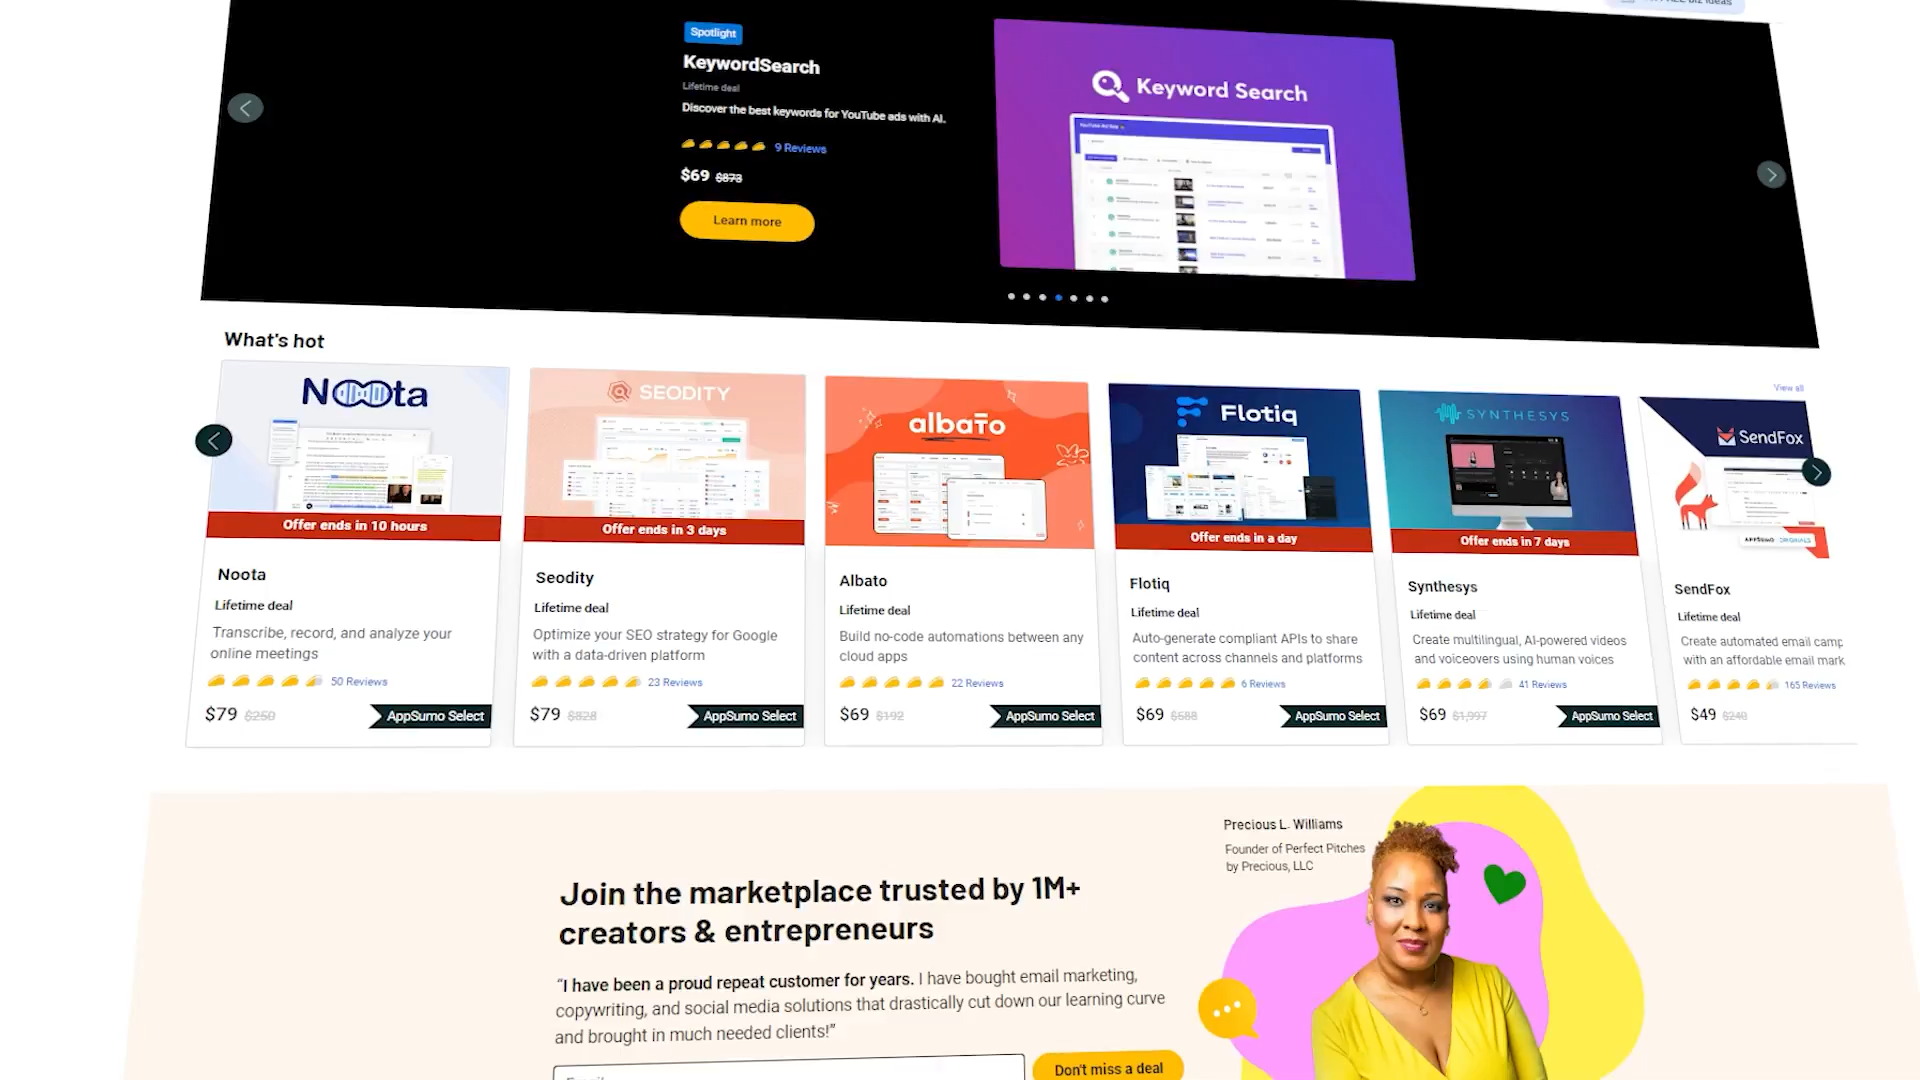 FREE biz ideas
Spotlight
KeywordSearch
Lifetime deal
Discover the best keywords for YouTube ads with AI.
9 Reviews
$69 $873
Learn more
Keyword Search
What's hot
View all
Noota
Offer ends in 10 hours
Noota
Lifetime deal
Transcribe, record, and analyze your
online meetings
50 Reviews
$79 $250
AppSumo Select
SEODITY
Offer ends in 3 days
Seodity
Lifetime deal
Optimize your SEO strategy for Google
with a data-driven platform
23 Reviews
$79 $828
AppSumo Select
albato
Albato
Lifetime deal
Build no-code automations between any
cloud apps
22 Reviews
$69 $192
AppSumo Select
Flotiq
Offer ends in a day
Flotiq
Lifetime deal
Auto-generate compliant APIs to share
content across channels and platforms
6 Reviews
$69 $588
AppSumo Select
SYNTHESYS
Offer ends in 7 days
Synthesys
Lifetime deal
Create multilingual, AI-powered videos
and voiceovers using human voices
41 Reviews
$69 $1,997
AppSumo Select
SendFox
APPSUMO ORIGINALS
SendFox
Lifetime deal
Create automated email camp
with an affordable email mark
165 Reviews
$49 $240
Precious L. Williams
Founder of Perfect Pitches
by Precious, LLC
Join the marketplace trusted by 1M+
creators & entrepreneurs
“I have been a proud repeat customer for years. I have bought email marketing,
copywriting, and social media solutions that drastically cut down our learning curve
and brought in much needed clients!”
Email
Don't miss a deal